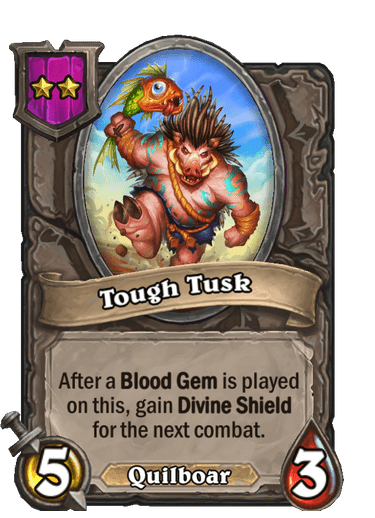 Tough Tusk
After a Blood Gem is played
on this, gain Divine Shield
for the next combat.
5
Quilboar
3